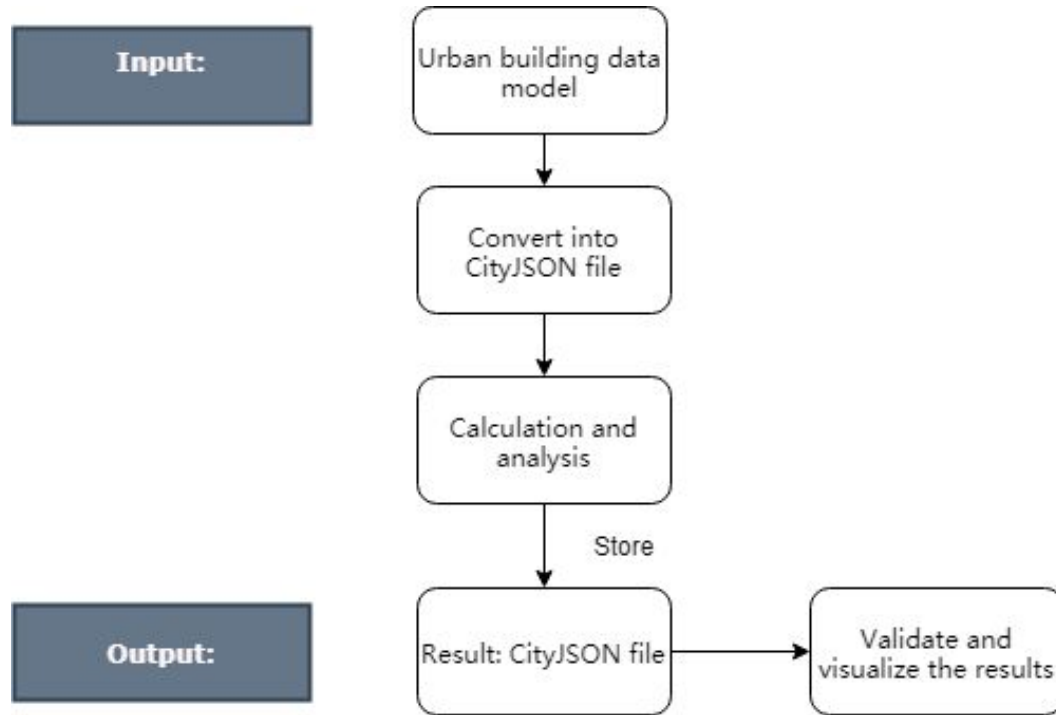 Input:
Urban building data
model
Convert into
CityJSON file
Calculation and
analysis
Store
Output:
Result: CityJSON file
Validate and
visualize the results